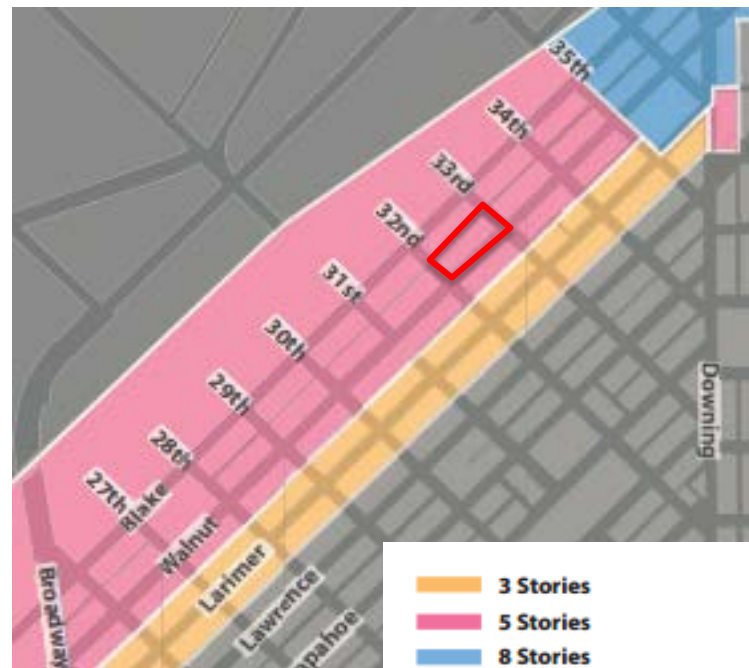 35th
34th
33rd
32nd
31st
30th
29th
28th
27th
Blake
Walnut
Larimer
Lawrence
apahoe
Broadway
Downing
3 Stories
5 Stories
8 Stories